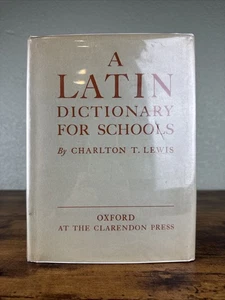 A
LATIN
DICTIONARY
FOR SCHOOLS
By CHARLTON T. LEWIS
OXFORD
AT THE CLARENDON PRESS